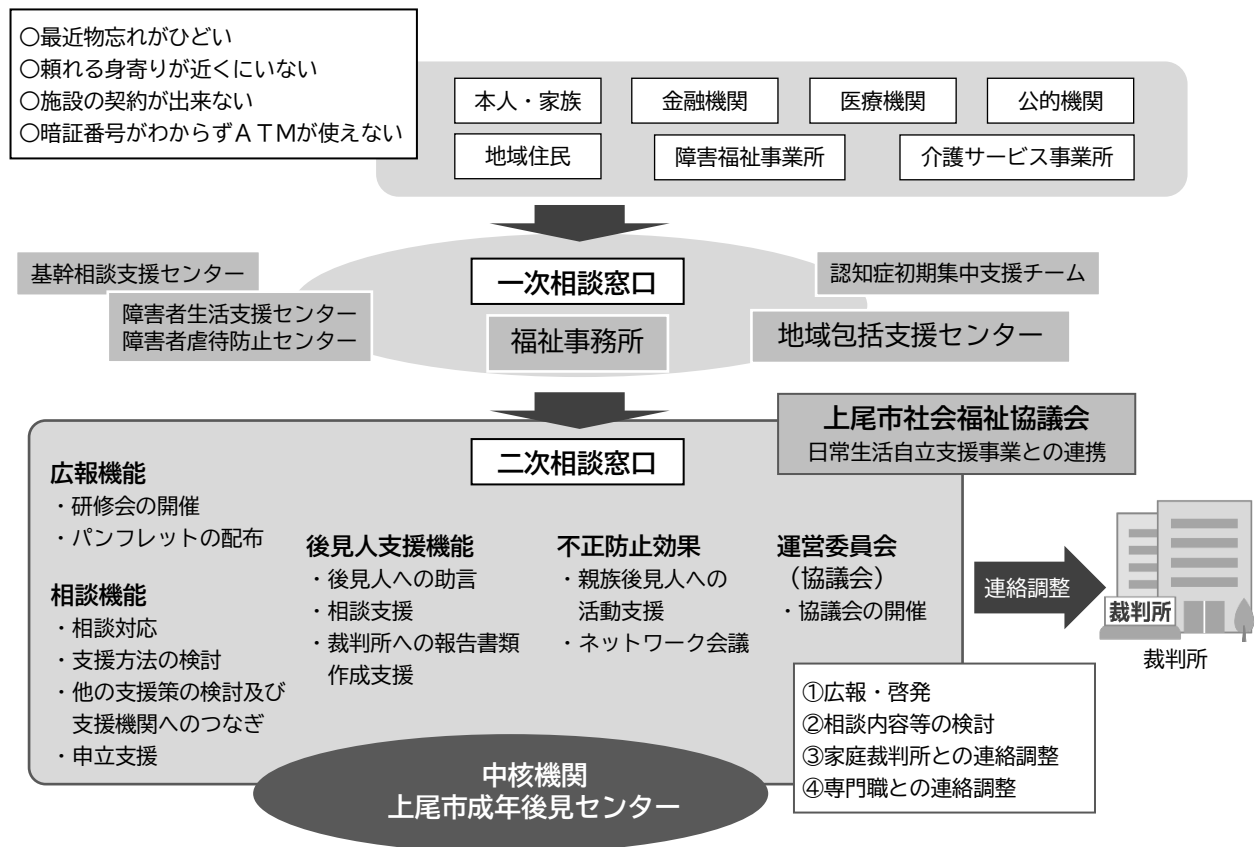 ○最近物忘れがひどい
○頼れる身寄りが近くにいない
○施設の契約が出来ない
○暗証番号がわからずＡＴＭが使えない
本人・家族
金融機関
医療機関
公的機関
地域住民
障害福祉事業所
介護サービス事業所
一次相談窓口
基幹相談支援センター
障害者生活支援センター
障害者虐待防止センター
福祉事務所
認知症初期集中支援チーム
地域包括支援センター
上尾市社会福祉協議会
日常生活自立支援事業との連携
二次相談窓口
広報機能
・研修会の開催
・パンフレットの配布
相談機能
・相談対応
・支援方法の検討
・他の支援策の検討及び
支援機関へのつなぎ
・申立支援
後見人支援機能
・後見人への助言
・相談支援
・裁判所への報告書類
作成支援
不正防止効果
・親族後見人への
活動支援
・ネットワーク会議
運営委員会
（協議会）
・協議会の開催
連絡調整
裁判所
裁判所
①広報・啓発
②相談内容等の検討
③家庭裁判所との連絡調整
④専門職との連絡調整
中核機関
上尾市成年後見センター